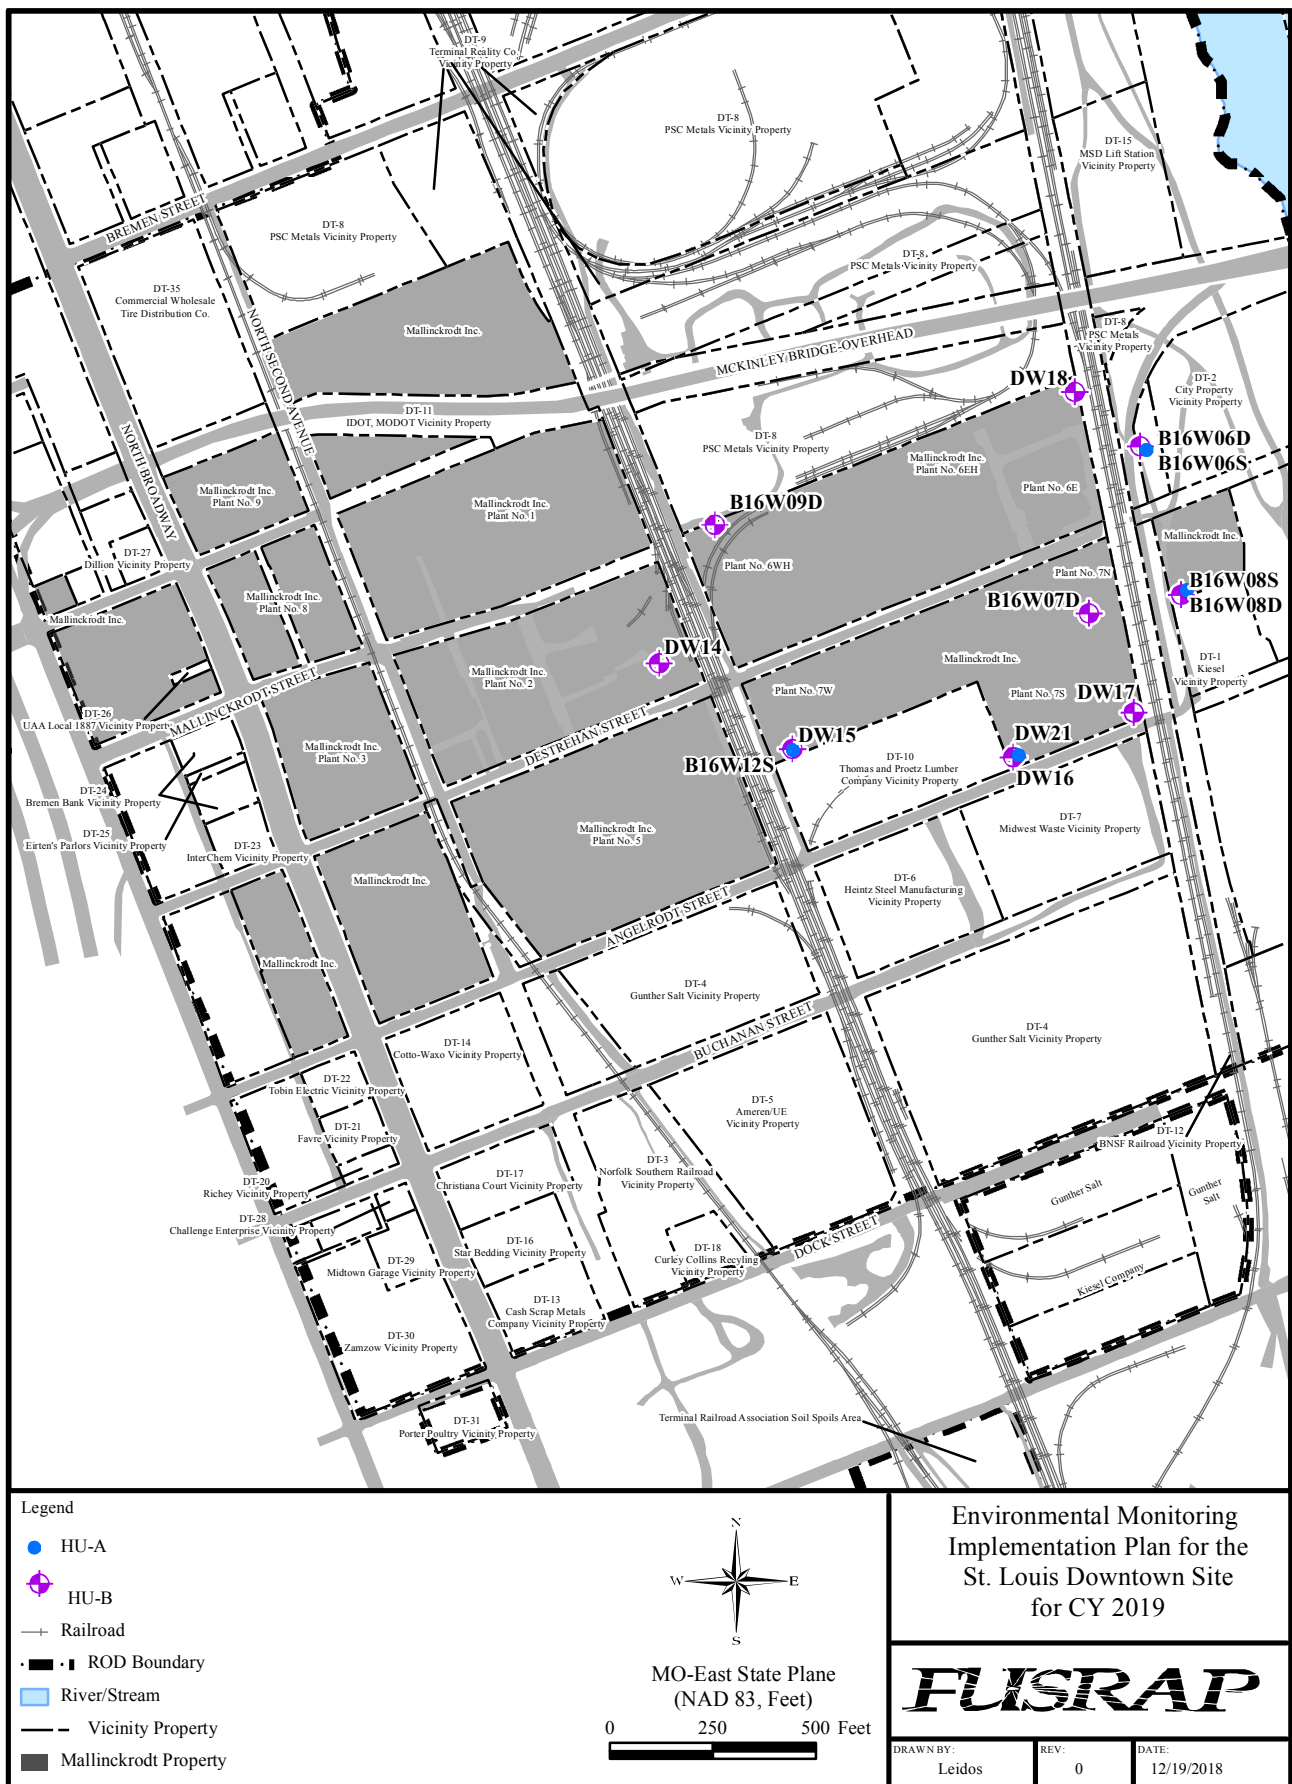 DT-9
Terminal Reality Co.
Vicinity Property
DT-8
PSC Metals Vicinity Property
DT-15
MSD Lift Station
Vicinity Property
BREMEN STREET
DT-8
PSC Metals Vicinity Property
DT-8
PSC Metals Vicinity Property
DT-35
Commercial Wholesale
Tire Distribution Co.
NORTH SECOND AVENUE
Mallinckrodt Inc.
MCKINLEY BRIDGE OVERHEAD
DT-8
PSC Metals
Vicinity Property
DT-2
City Property
Vicinity Property
DW18
DT-11
IDOT, MODOT Vicinity Property
NORTH BROADWAY
DT-8
PSC Metals Vicinity Property
B16W06D
B16W06S
Mallinckrodt Inc.
Plant No. 6EH
Plant No. 6E
Mallinckrodt Inc.
Plant No. 9
Mallinckrodt Inc.
Plant No. 1
B16W09D
Mallinckrodt Inc.
DT-27
Dillion Vicinity Property
Plant No. 6WH
Plant No. 7N
B16W08S
B16W08D
B16W07D
Mallinckrodt Inc.
Mallinckrodt Inc.
Plant No. 8
DW14
Mallinckrodt Inc.
Plant No. 2
Mallinckrodt Inc.
DT-1
Kiesel
Vicinity Property
Plant No. 7W
Plant No. 7S
DW17
DT-26
UAA Local 1887 Vicinity Property
MALLINCKRODT STREET
DESTREHAN STREET
Mallinckrodt Inc.
Plant No. 3
DW15
B16W12S
DW21
DW16
DT-10
Thomas and Proetz Lumber
Company Vicinity Property
DT-24
Bremen Bank Vicinity Property
DT-25
Eirten's Parlors Vicinity Property
DT-23
InterChem Vicinity Property
Mallinckrodt Inc.
Plant No. 5
DT-7
Midwest Waste Vicinity Property
Mallinckrodt Inc.
DT-6
Heintz Steel Manufacturing
Vicinity Property
ANGELRODT STREET
Mallinckrodt Inc.
DT-4
Gunther Salt Vicinity Property
BUCHANAN STREET
DT-4
Gunther Salt Vicinity Property
DT-14
Cotto-Waxo Vicinity Property
DT-22
Tobin Electric Vicinity Property
DT-5
Ameren/UE
Vicinity Property
DT-21
Favre Vicinity Property
DT-12
BNSF Railroad Vicinity Property
DT-3
Norfolk Southern Railroad
Vicinity Property
DT-17
Christiana Court Vicinity Property
DT-20
Richey Vicinity Property
Gunther Salt
Gunther
Salt
DT-28
Challenge Enterprise Vicinity Property
DOCK STREET
DT-16
Star Bedding Vicinity Property
DT-18
Curley Collins Recyling
Vicinity Property
DT-29
Midtown Garage Vicinity Property
Kiesel Company
DT-13
Cash Scrap Metals
Company Vicinity Property
DT-30
Zamzow Vicinity Property
DT-31
Porter Poultry Vicinity Property
Terminal Railroad Association Soil Spoils Area
Legend
HU-A
HU-B
Railroad
ROD Boundary
River/Stream
Vicinity Property
Mallinckrodt Property
N
W E
S
MO-East State Plane
(NAD 83, Feet)
0 250 500 Feet
Environmental Monitoring
Implementation Plan for the
St. Louis Downtown Site
for CY 2019
FUSRAP
DRAWN BY:
Leidos
REV:
0
DATE:
12/19/2018